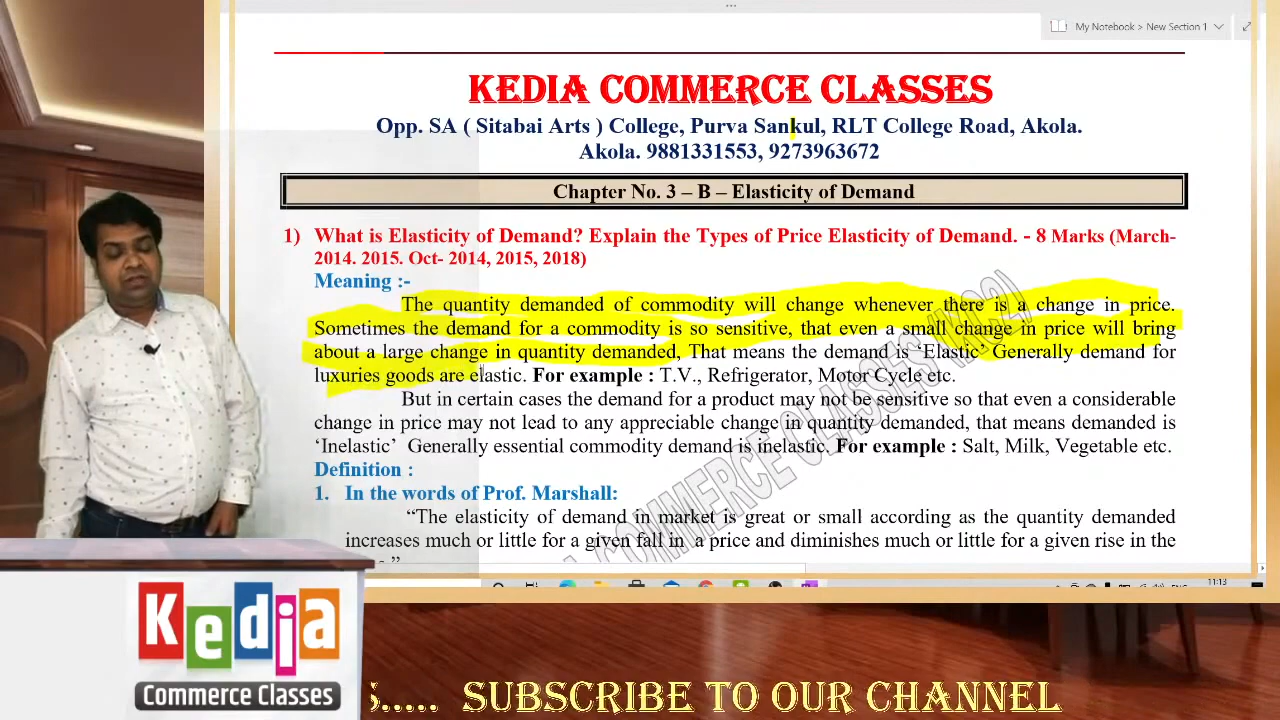 My Notebook > New Section 1
KEDIA COMMERCE CLASSES
Opp. SA ( Sitabai Arts ) College, Purva Sankul, RLT College Road, Akola.
Akola. 9881331553, 9273963672
Chapter No. 3 – B – Elasticity of Demand
1) What is Elasticity of Demand? Explain the Types of Price Elasticity of Demand. - 8 Marks (March-
2014. 2015. Oct- 2014, 2015, 2018)
Meaning :-
The quantity demanded of commodity will change whenever there is a change in price.
Sometimes the demand for a commodity is so sensitive, that even a small change in price will bring
about a large change in quantity demanded, That means the demand is ‘Elastic’ Generally demand for
luxuries goods are elastic. For example : T.V., Refrigerator, Motor Cycle etc.
But in certain cases the demand for a product may not be sensitive so that even a considerable
change in price may not lead to any appreciable change in quantity demanded, that means demanded is
‘Inelastic’ Generally essential commodity demand is inelastic. For example : Salt, Milk, Vegetable etc.
Definition :
1. In the words of Prof. Marshall:
“The elasticity of demand in market is great or small according as the quantity demanded
increases much or little for a given fall in a price and diminishes much or little for a given rise in the
COMMERCE CLASSES (KC2)
ENG
11:13
Kedia
Commerce Classes
S..... SUBSCRIBE TO OUR CHANNEL